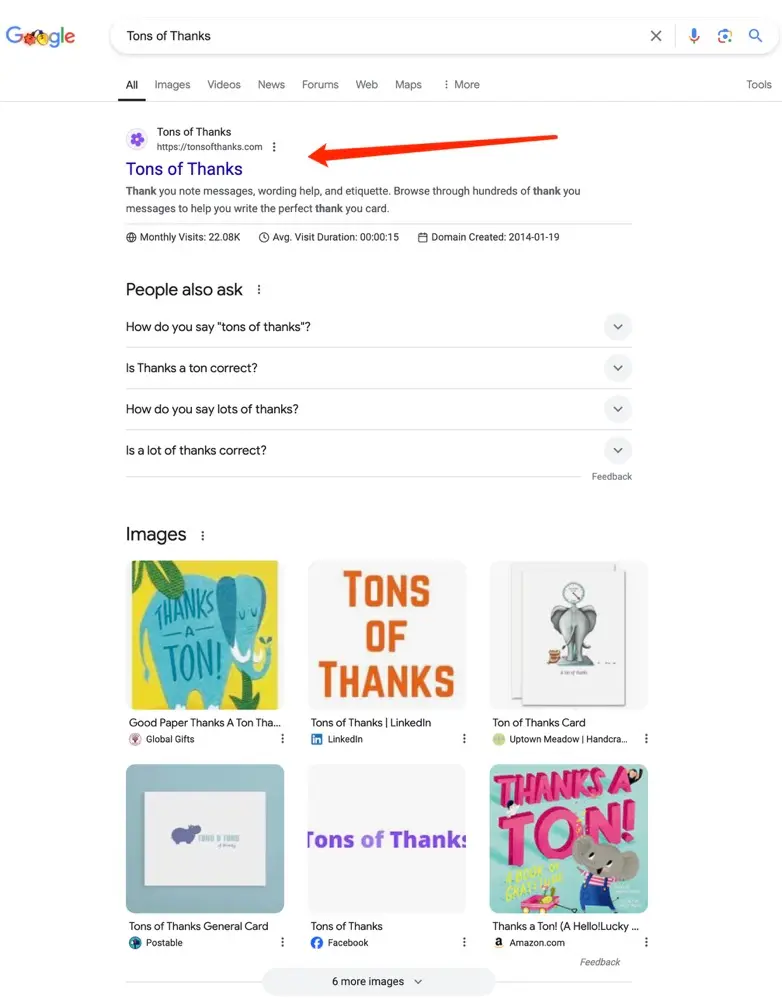 Google
Tons of Thanks
All Images Videos News Forums Web Maps More Tools
Tons of Thanks
https://tonsofthanks.com
Tons of Thanks
Thank you note messages, wording help, and etiquette. Browse through hundreds of thank you
messages to help you write the perfect thank you card.
Monthly Visits: 22.08K Avg. Visit Duration: 00:00:15 Domain Created: 2014-01-19
People also ask
How do you say "tons of thanks"?
Is Thanks a ton correct?
How do you say lots of thanks?
Is a lot of thanks correct?
Feedback
Images
THANKS
A
TON!
TONS
OF
THANKS
A ton of thanks.
Good Paper Thanks A Ton Tha...
Global Gifts
Tons of Thanks | LinkedIn
LinkedIn
Ton of Thanks Card
Uptown Meadow | Handcra...
TONS & TONS
of thanks
Tons of Thanks
THANKS A
TON!
A BOOK OF
Tons of Thanks General Card
Postable
Tons of Thanks
Facebook
Thanks a Ton! (A Hello!Lucky ...
Amazon.com
Feedback
6 more images